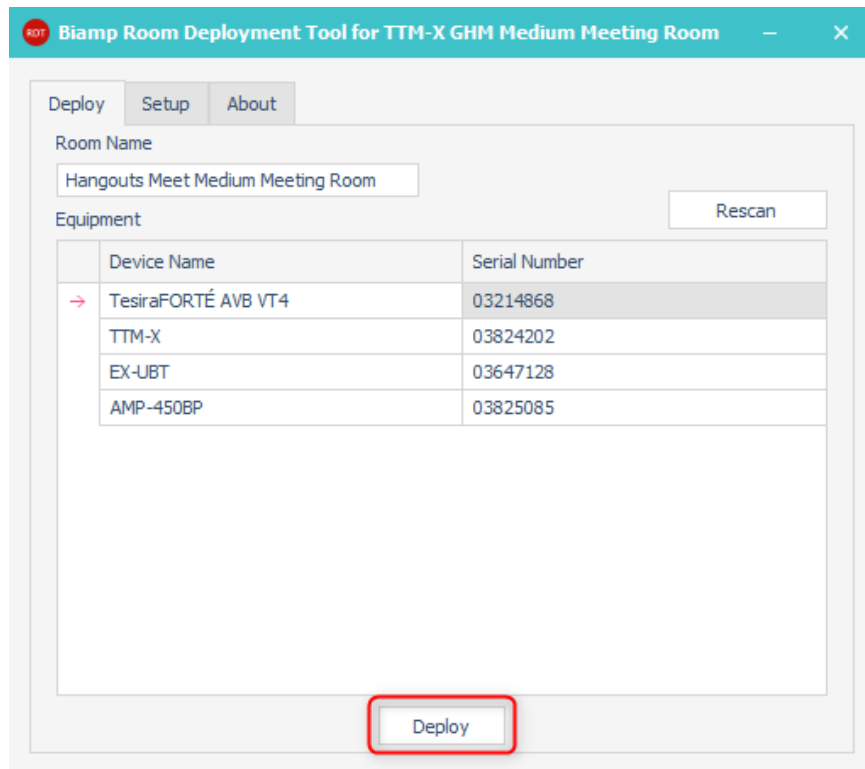 RDT Biamp Room Deployment Tool for TTM-X GHM Medium Meeting Room
Deploy Setup About
Room Name
Hangouts Meet Medium Meeting Room
Equipment
Rescan
Device Name Serial Number
TesiraFORTÉ AVB VT4 03214868
TTM-X 03824202
EX-UBT 03647128
AMP-450BP 03825085
Deploy